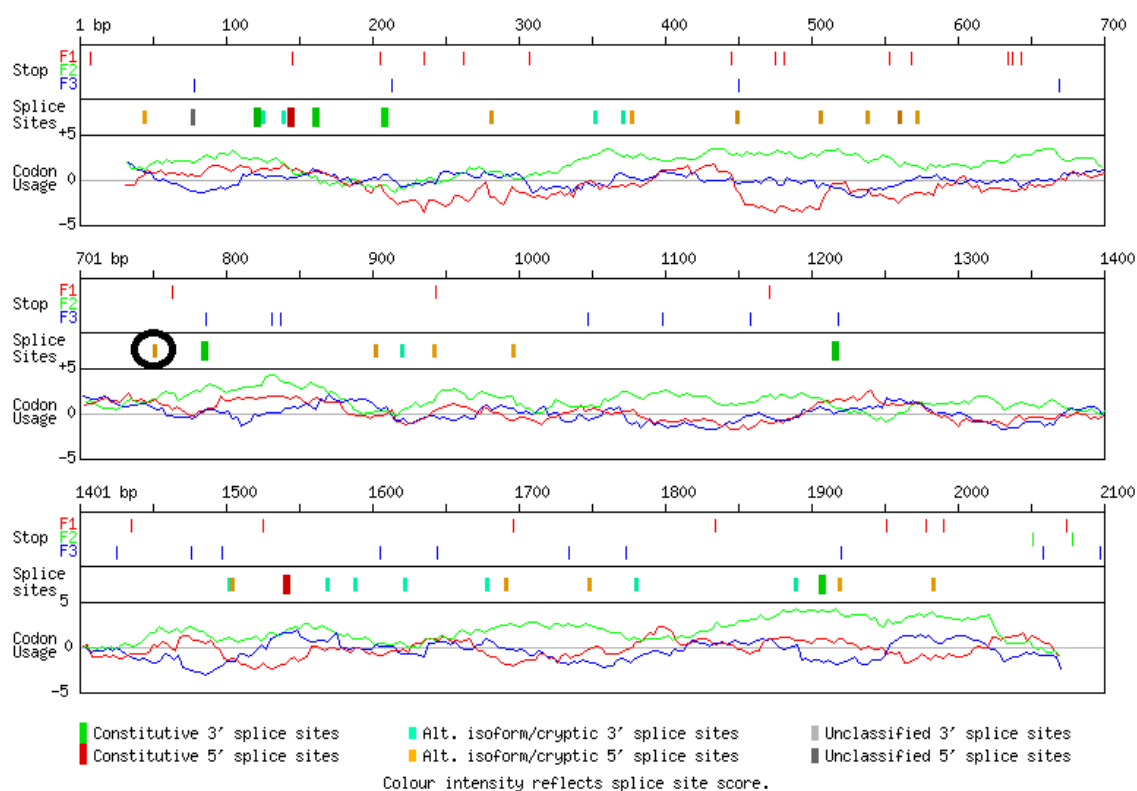 1 bp 100 200 300 400 500 600 700
F1
Stop F2
F3
Splice
Sites
+5
Codon 0
Usage
-5
701 bp 800 900 1000 1100 1200 1300 1400
F1
Stop F2
F3
Splice
Sites
+5
Codon 0
Usage
-5
1401 bp 1500 1600 1700 1800 1900 2000 2100
F1
Stop F2
F3
Splice
sites
5
Codon 0
Usage
-5
Constitutive 3' splice sites Alt. isoform/cryptic 3' splice sites Unclassified 3' splice sites
Constitutive 5' splice sites Alt. isoform/cryptic 5' splice sites Unclassified 5' splice sites
Colour intensity reflects splice site score.